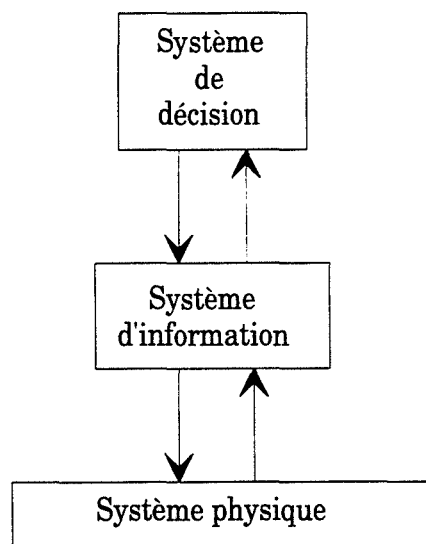 Système
de
décision
Système
d'information
Système physique